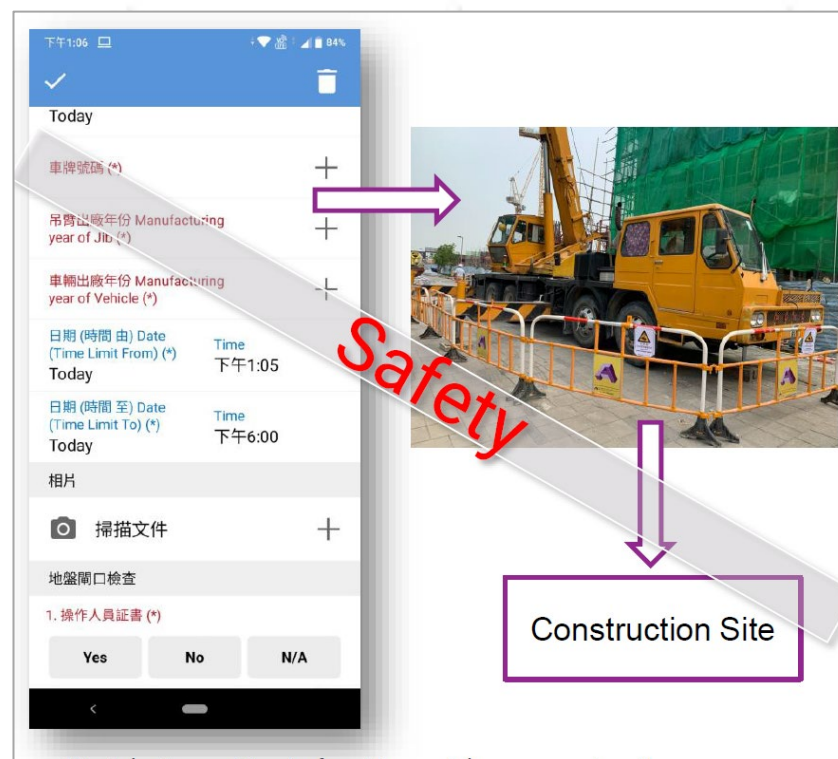 下午1:06
84%
Today
車牌號碼 (*)
吊臂出廠年份 Manufacturing
year of Jib (*)
車輛出廠年份 Manufacturing
year of Vehicle (*)
日期 (時間 由) Date
(Time Limit From) (*)
Today
Time
下午1:05
日期 (時間 至) Date
(Time Limit To) (*)
Today
Time
下午6:00
相片
掃描文件
地盤閘口檢查
1. 操作人員証書 (*)
Yes
No
N/A
Safety
Construction Site